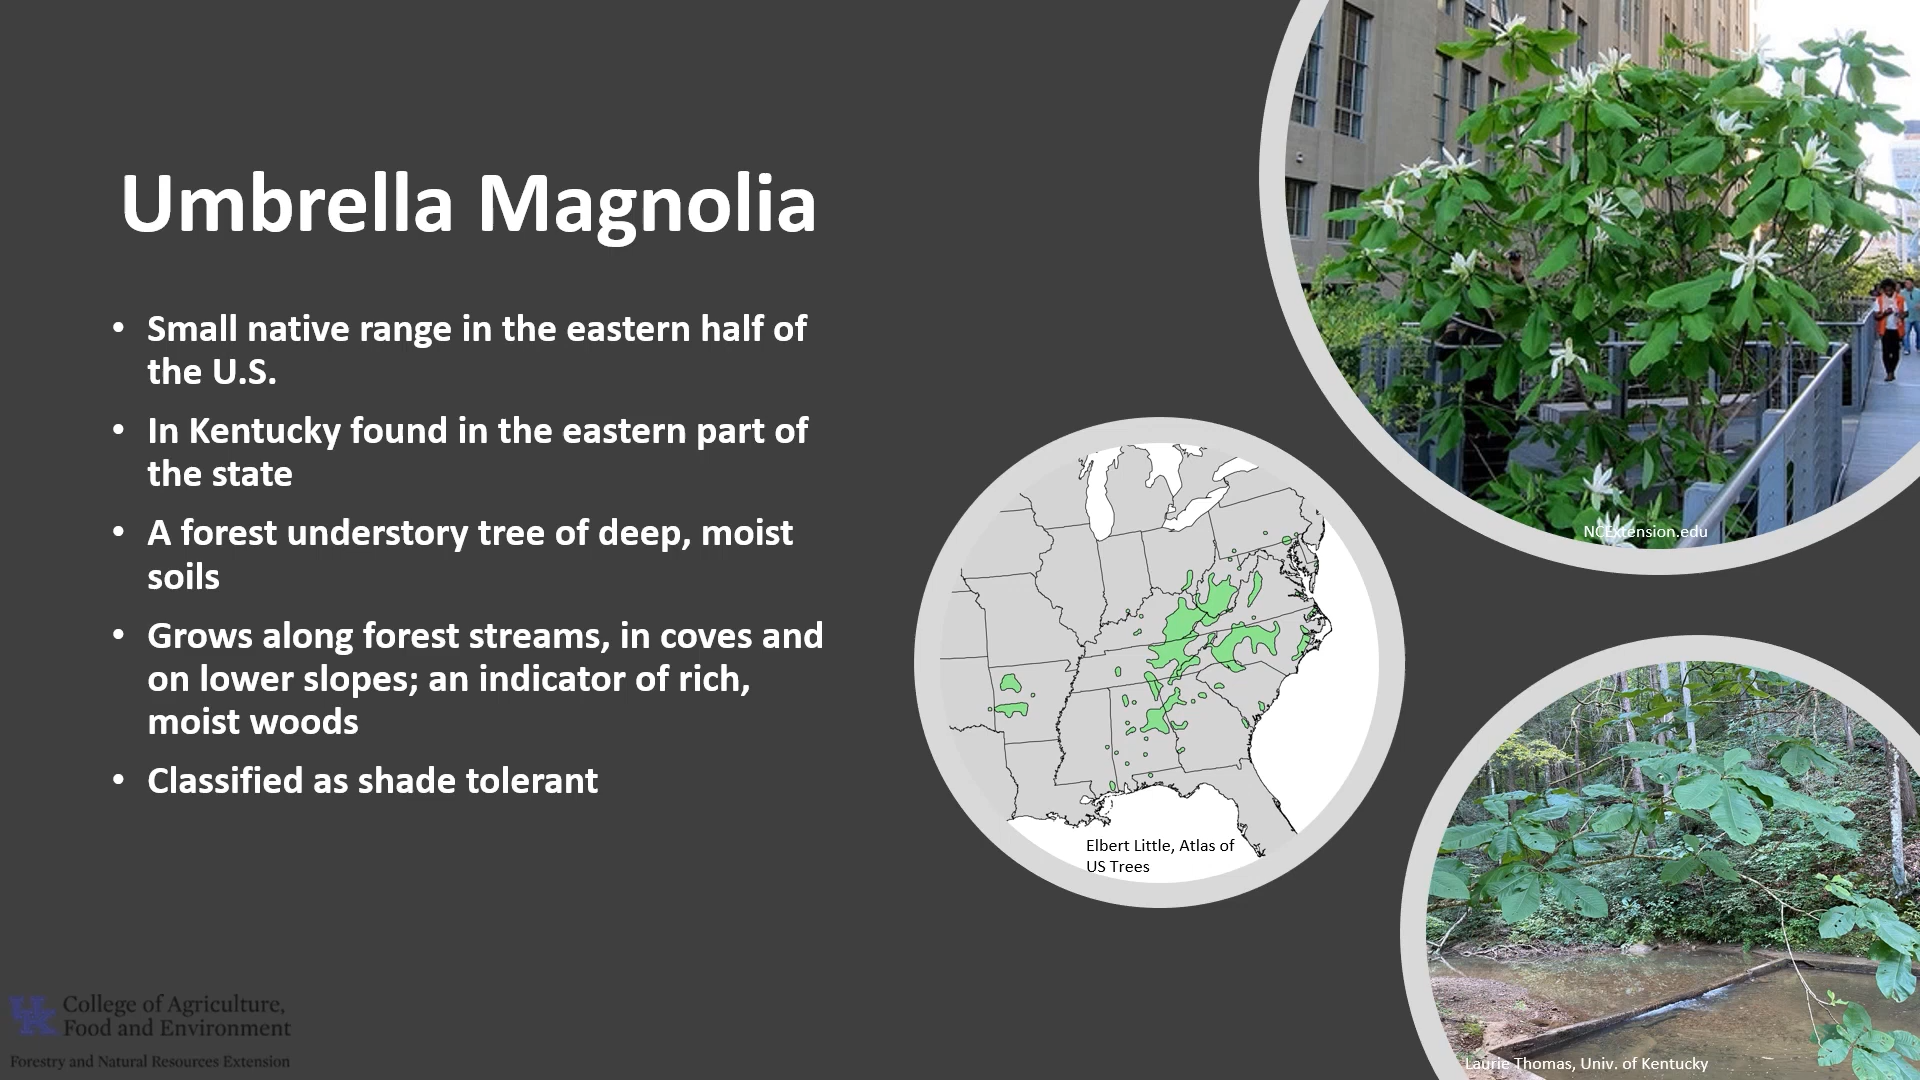 Umbrella Magnolia
• Small native range in the eastern half of
the U.S.
• In Kentucky found in the eastern part of
the state
• A forest understory tree of deep, moist
soils
• Grows along forest streams, in coves and
on lower slopes; an indicator of rich,
moist woods
• Classified as shade tolerant
NCExtension.edu
Elbert Little, Atlas of
US Trees
Laurie Thomas, Univ. of Kentucky
UK College of Agriculture,
Food and Environment
Forestry and Natural Resources Extension